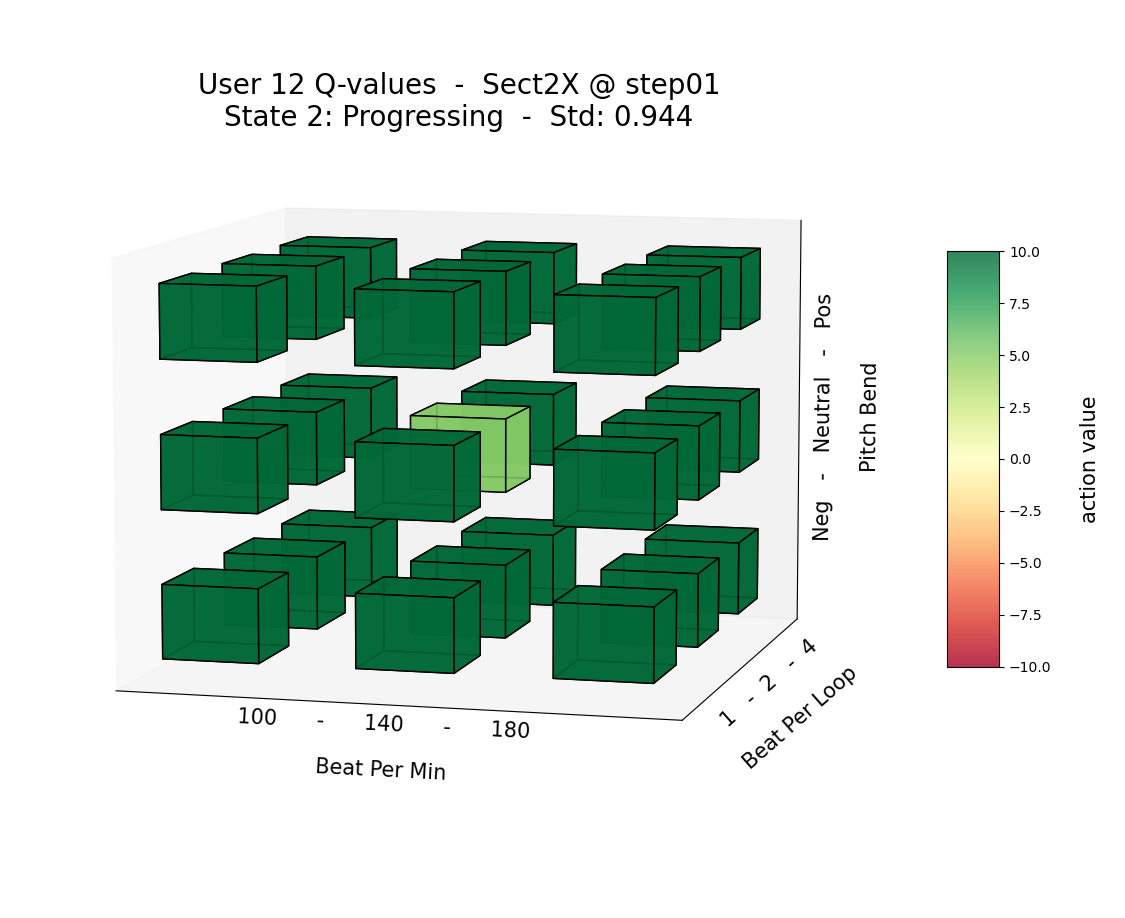 User 12 Q-values  -  Sect2X @ step01
State 2: Progressing  -  Std: 0.944
Neg   -   Neutral   -   Pos
Pitch Bend
100   -   140   -   180
Beat Per Min
1  -  2  -  4
Beat Per Loop
10.0
7.5
5.0
2.5
0.0
−2.5
−5.0
−7.5
−10.0
action value